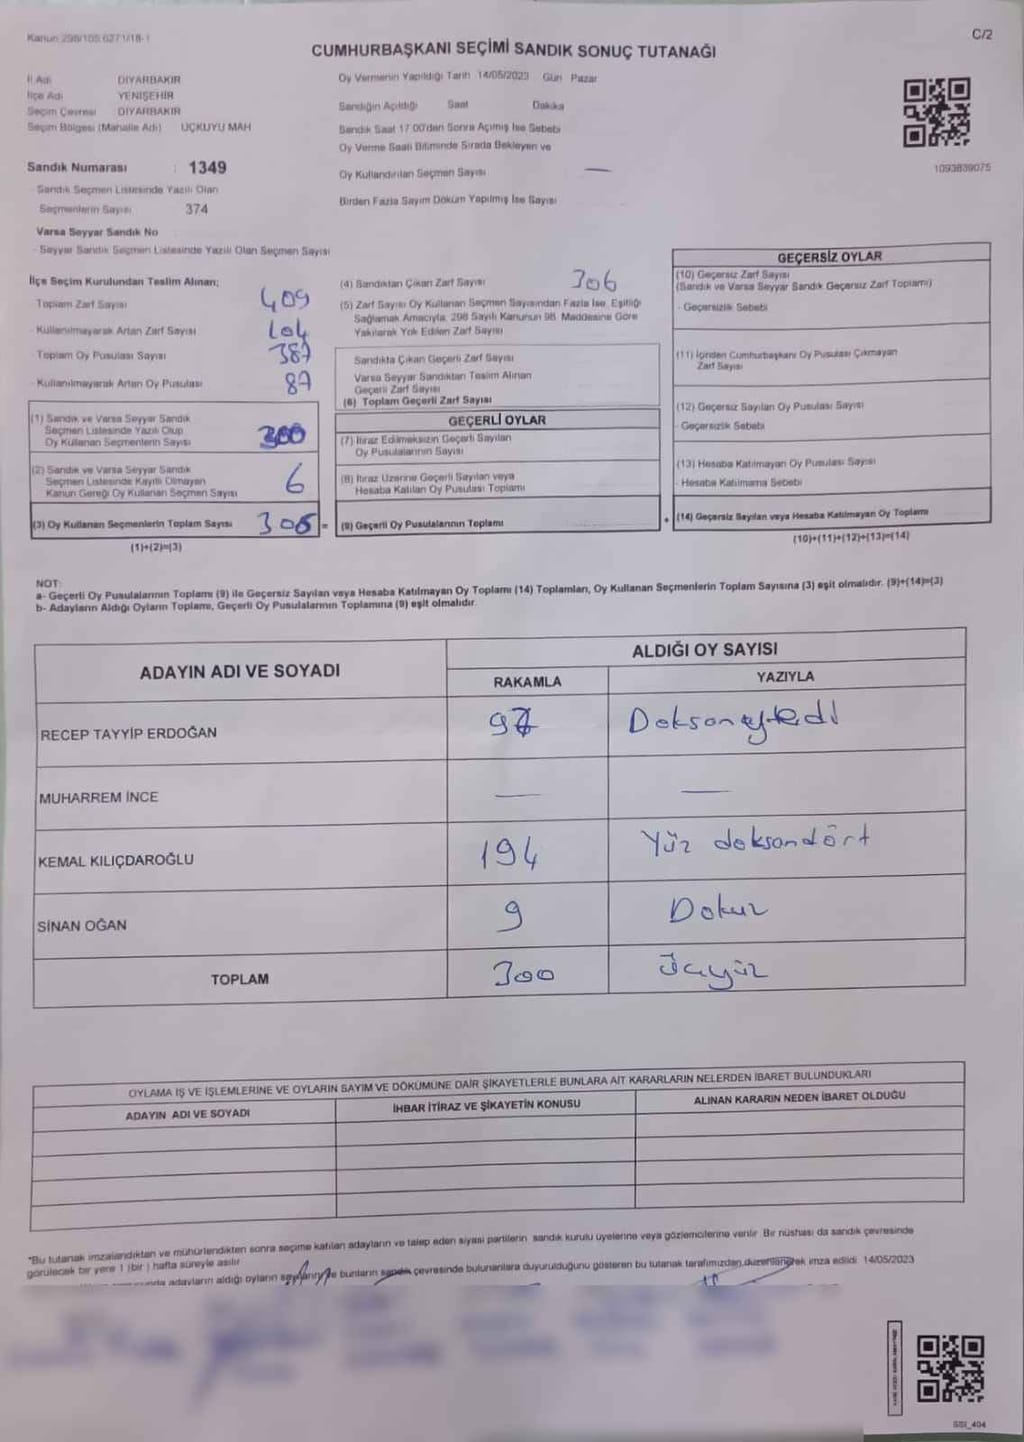 Kanun 298/105 6271/18-1
C/2
CUMHURBAŞKANI SEÇİMİ SANDIK SONUÇ TUTANAĞI
İl Adı DİYARBAKIR
İlçe Adı YENİŞEHİR
Seçim Çevresi DİYARBAKIR
Seçim Bölgesi (Mahalle Adı) UÇKUYU MAH
Oy Vermenin Yapıldığı Tarih 14/05/2023 Gün Pazar
Sandığın Açıldığı Saat Dakika
Sandık Saat 17.00'den Sonra Açılmış İse Sebebi
Oy Verme Saati Bitiminde Sırada Bekleyen ve
Oy Kullandırılan Seçmen Sayısı —
Birden Fazla Sayım Döküm Yapılmış İse Sayısı
1093839075
Sandık Numarası : 1349
- Sandık Seçmen Listesinde Yazılı Olan
Seçmenlerin Sayısı 374
Varsa Seyyar Sandık No
- Seyyar Sandık Seçmen Listesinde Yazılı Olan Seçmen Sayısı
İlçe Seçim Kurulundan Teslim Alınan;
Toplam Zarf Sayısı 409
- Kullanılmayarak Artan Zarf Sayısı 104
- Toplam Oy Pusulası Sayısı 387
- Kullanılmayarak Artan Oy Pusulası 87
(1) Sandık ve Varsa Seyyar Sandık
Seçmen Listesinde Yazılı Olup
Oy Kullanan Seçmenlerin Sayısı 300
(2) Sandık ve Varsa Seyyar Sandık
Seçmen Listesinde Kayıtlı Olmayan
Kanun Gereği Oy Kullanan Seçmen Sayısı 6
(3) Oy Kullanan Seçmenlerin Toplam Sayısı 306 =
(1)+(2)=(3)
(4) Sandıktan Çıkan Zarf Sayısı 306
(5) Zarf Sayısı Oy Kullanan Seçmen Sayısından Fazla İse, Eşitliği
Sağlamak Amacıyla, 298 Sayılı Kanunun 98. Maddesine Göre
Yakılarak Yok Edilen Zarf Sayısı
Sandıkta Çıkan Geçerli Zarf Sayısı
Varsa Seyyar Sandıktan Teslim Alınan
Geçerli Zarf Sayısı
(6) Toplam Geçerli Zarf Sayısı
GEÇERLİ OYLAR
(7) İtiraz Edilmeksizin Geçerli Sayılan
Oy Pusulalarının Sayısı
(8) İtiraz Üzerine Geçerli Sayılan veya
Hesaba Katılan Oy Pusulası Toplamı
(9) Geçerli Oy Pusulalarının Toplamı +
GEÇERSİZ OYLAR
(10) Geçersiz Zarf Sayısı
(Sandık ve Varsa Seyyar Sandık Geçersiz Zarf Toplamı)
- Geçersizlik Sebebi
(11) İçinden Cumhurbaşkanı Oy Pusulası Çıkmayan
Zarf Sayısı
(12) Geçersiz Sayılan Oy Pusulası Sayısı
- Geçersizlik Sebebi
(13) Hesaba Katılmayan Oy Pusulası Sayısı
- Hesaba Katılmama Sebebi
(14) Geçersiz Sayılan veya Hesaba Katılmayan Oy Toplamı
(10)+(11)+(12)+(13)=(14)
NOT:
a- Geçerli Oy Pusulalarının Toplamı (9) ile Geçersiz Sayılan veya Hesaba Katılmayan Oy Toplamı (14) Toplamları, Oy Kullanan Seçmenlerin Toplam Sayısına (3) eşit olmalıdır. (9)+(14)=(3)
b- Adayların Aldığı Oyların Toplamı, Geçerli Oy Pusulalarının Toplamına (9) eşit olmalıdır.
ADAYIN ADI VE SOYADI
ALDIĞI OY SAYISI
RAKAMLA YAZIYLA
RECEP TAYYİP ERDOĞAN 97 Doksanyedi
MUHARREM İNCE — —
KEMAL KILIÇDAROĞLU 194 Yüz doksandört
SİNAN OĞAN 9 Dokuz
TOPLAM 300 Üçyüz
OYLAMA İŞ VE İŞLEMLERİNE VE OYLARIN SAYIM VE DÖKÜMÜNE DAİR ŞİKAYETLERLE BUNLARA AİT KARARLARIN NELERDEN İBARET BULUNDUKLARI
ADAYIN ADI VE SOYADI İHBAR İTİRAZ VE ŞİKAYETİN KONUSU ALINAN KARARIN NEDEN İBARET OLDUĞU
*Bu tutanak imzalandıktan ve mühürlendikten sonra seçime katılan adayların ve talep eden siyasi partilerin sandık kurulu üyelerine veya gözlemcilerine verilir. Bir nüshası da sandık çevresinde
görülecek bir yere 1 (bir) hafta süreyle asılır
adayların aldığı oyların sayılarını ve bunların sandık çevresinde bulunanlara duyurulduğunu gösteren bu tutanak tarafımızdan düzenlenerek imza edildi. 14/05/2023
SSI_404